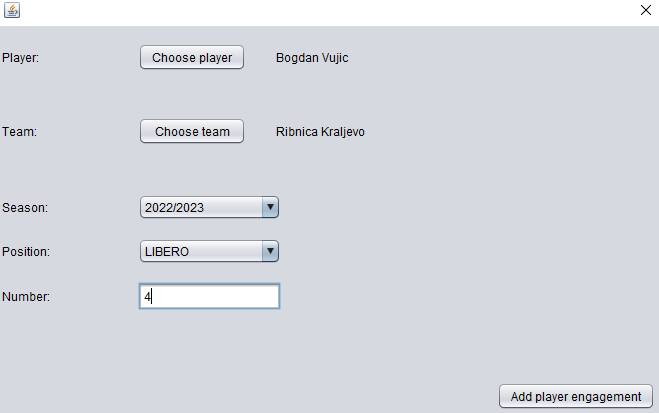 Player: Choose player Bogdan Vujic
Team: Choose team Ribnica Kraljevo
Season: 2022/2023
Position: LIBERO
Number: 4
Add player engagement